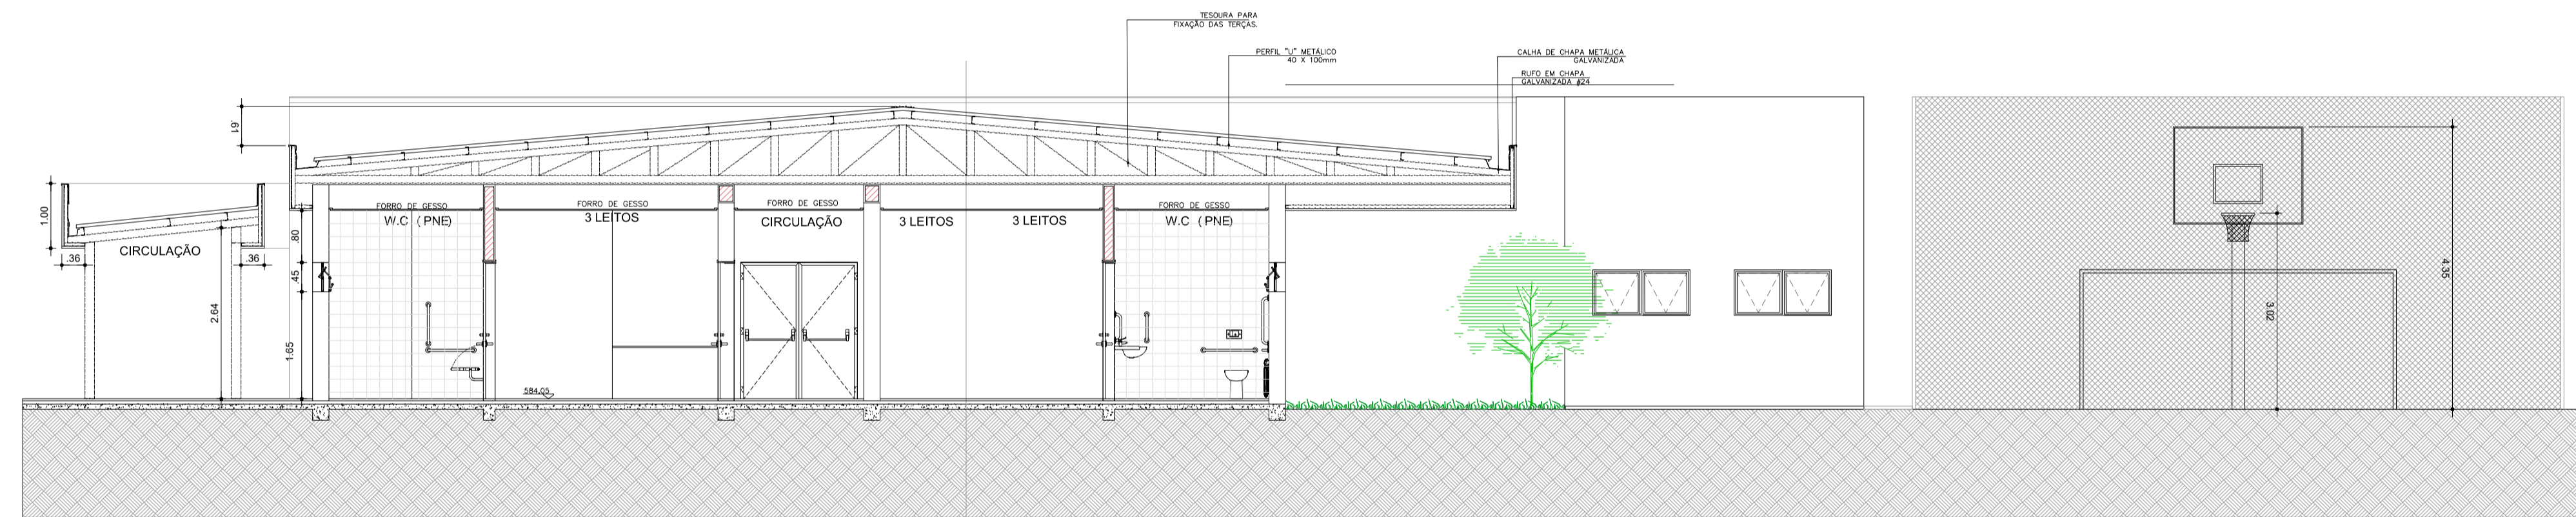 TESOURA PARA
FIXAÇÃO DAS TERÇAS.
PERFIL "U" METÁLICO
40 X 100mm
CALHA DE CHAPA METÁLICA
GALVANIZADA
RUFO EM CHAPA
GALVANIZADA #24
.61
1.00
.36
CIRCULAÇÃO
.36
2.64
.80
.45
1.65
FORRO DE GESSO
W.C ( PNE)
FORRO DE GESSO
3 LEITOS
FORRO DE GESSO
CIRCULAÇÃO
3 LEITOS
3 LEITOS
FORRO DE GESSO
W.C ( PNE)
584.05
4.35
3.02